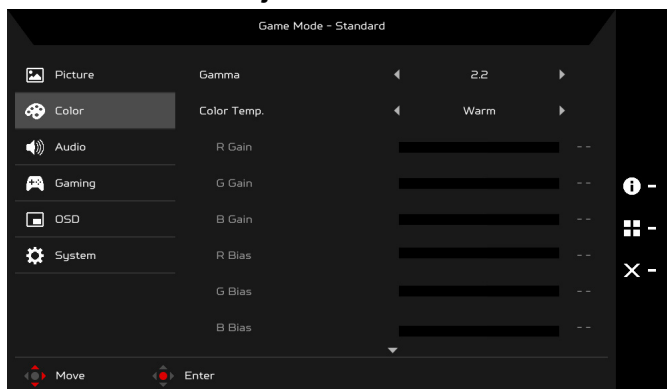 Game Mode - Standard
Picture
Gamma 2.2
Color
Color Temp. Warm
Audio
R Gain --
Gaming
G Gain --
OSD
B Gain --
System
R Bias --
G Bias --
B Bias --
Move Enter